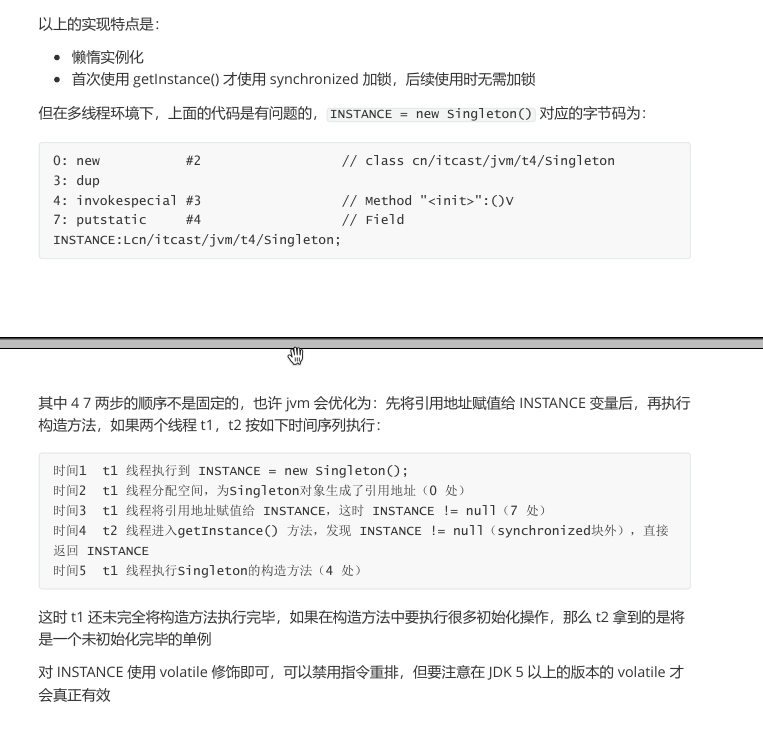 以上的实现特点是：
懒惰实例化
首次使用 getInstance() 才使用 synchronized 加锁，后续使用时无需加锁
但在多线程环境下，上面的代码是有问题的， INSTANCE = new Singleton() 对应的字节码为：
0: new #2 // class cn/itcast/jvm/t4/Singleton
3: dup
4: invokespecial #3 // Method "<init>":()V
7: putstatic #4 // Field
INSTANCE:Lcn/itcast/jvm/t4/Singleton;
其中 4 7 两步的顺序不是固定的，也许 jvm 会优化为：先将引用地址赋值给 INSTANCE 变量后，再执行
构造方法，如果两个线程 t1，t2 按如下时间序列执行：
时间1 t1 线程执行到 INSTANCE = new Singleton();
时间2 t1 线程分配空间，为Singleton对象生成了引用地址（0 处）
时间3 t1 线程将引用地址赋值给 INSTANCE，这时 INSTANCE != null（7 处）
时间4 t2 线程进入getInstance() 方法，发现 INSTANCE != null（synchronized块外），直接
返回 INSTANCE
时间5 t1 线程执行Singleton的构造方法（4 处）
这时 t1 还未完全将构造方法执行完毕，如果在构造方法中要执行很多初始化操作，那么 t2 拿到的是将
是一个未初始化完毕的单例
对 INSTANCE 使用 volatile 修饰即可，可以禁用指令重排，但要注意在 JDK 5 以上的版本的 volatile 才
会真正有效